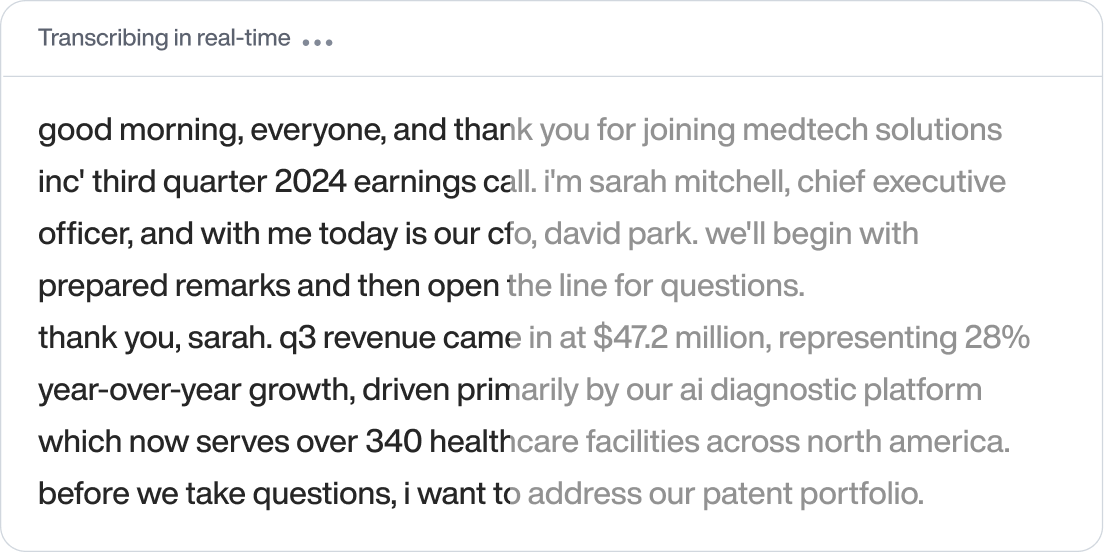 Transcribing in real-time ...
good morning, everyone, and thank you for joining medtech solutions
inc' third quarter 2024 earnings call. i'm sarah mitchell, chief executive
officer, and with me today is our cfo, david park. we'll begin with
prepared remarks and then open the line for questions.
thank you, sarah. q3 revenue came in at $47.2 million, representing 28%
year-over-year growth, driven primarily by our ai diagnostic platform
which now serves over 340 healthcare facilities across north america.
before we take questions, i want to address our patent portfolio.